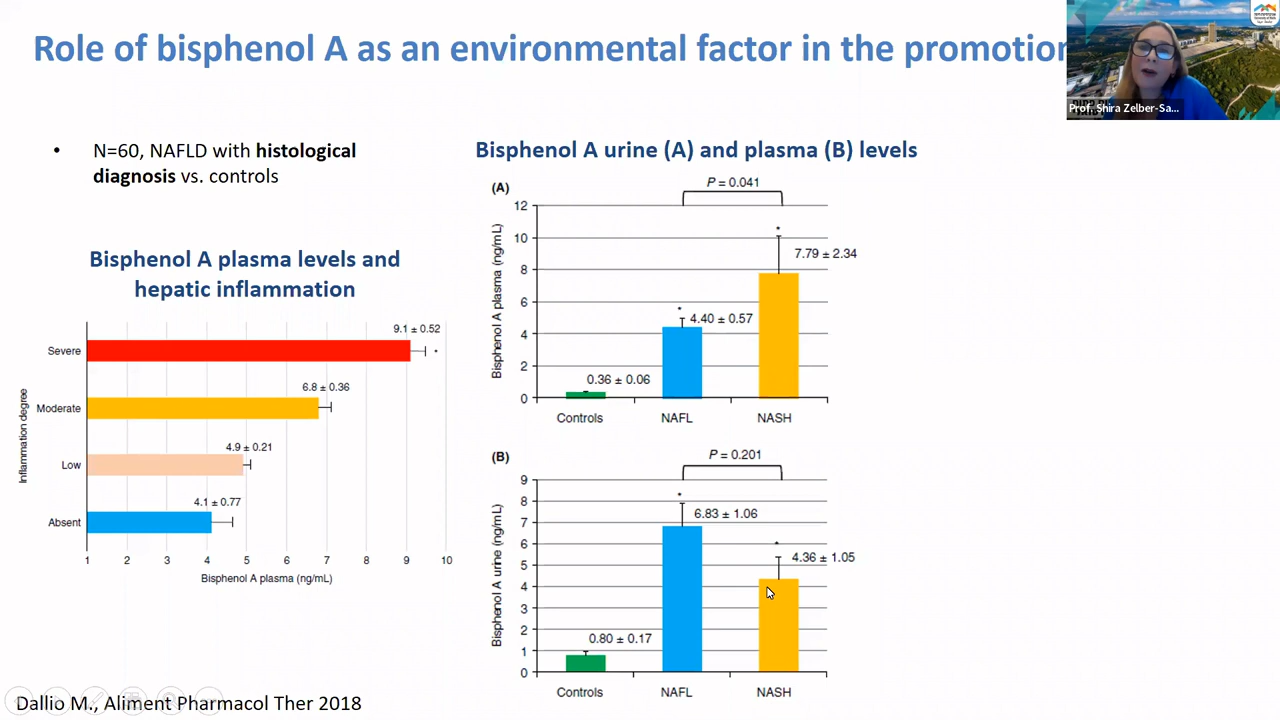 Role of bisphenol A as an environmental factor in the promotion
Prof. Shira Zelber-Sa...
• N=60, NAFLD with histological
diagnosis vs. controls
Bisphenol A plasma levels and
hepatic inflammation
Inflammation degree
Severe
9.1 ± 0.52
*
Moderate
6.8 ± 0.36
Low
4.9 ± 0.21
Absent
4.1 ± 0.77
1 2 3 4 5 6 7 8 9 10
Bisphenol A plasma (ng/mL)
Bisphenol A urine (A) and plasma (B) levels
(A)
P = 0.041
Bisphenol A plasma (ng/mL)
12
10
8
6
4
2
0
0.36 ± 0.06
*
4.40 ± 0.57
*
7.79 ± 2.34
Controls NAFL NASH
(B)
P = 0.201
Bisphenol A urine (ng/mL)
9
8
7
6
5
4
3
2
1
0
0.80 ± 0.17
*
6.83 ± 1.06
*
4.36 ± 1.05
Controls NAFL NASH
Dallio M., Aliment Pharmacol Ther 2018